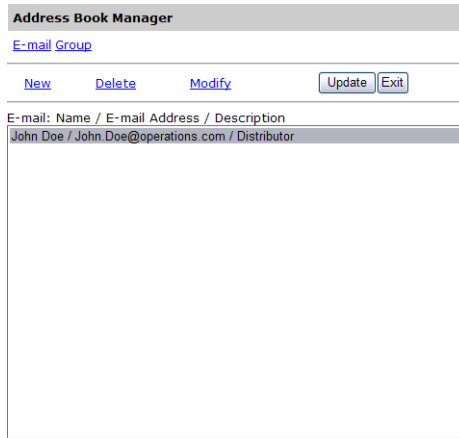 Address Book Manager
E-mail Group
New Delete Modify Update Exit
E-mail: Name / E-mail Address / Description
John Doe / John.Doe@operations.com / Distributor